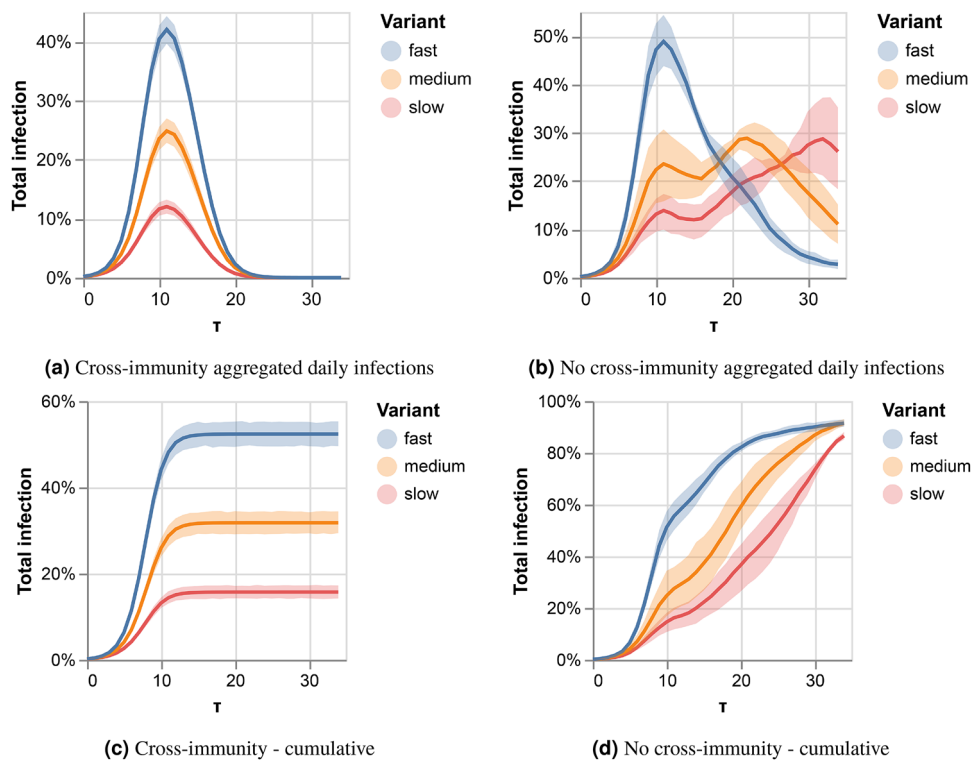 Total infection
40%
30%
20%
10%
0%
0 10 20 30
τ
Variant
fast
medium
slow
(a) Cross-immunity aggregated daily infections
Total infection
50%
40%
30%
20%
10%
0%
0 10 20 30
τ
Variant
fast
medium
slow
(b) No cross-immunity aggregated daily infections
Total infection
60%
40%
20%
0%
0 10 20 30
τ
Variant
fast
medium
slow
(c) Cross-immunity - cumulative
Total infection
100%
80%
60%
40%
20%
0%
0 10 20 30
τ
Variant
fast
medium
slow
(d) No cross-immunity - cumulative